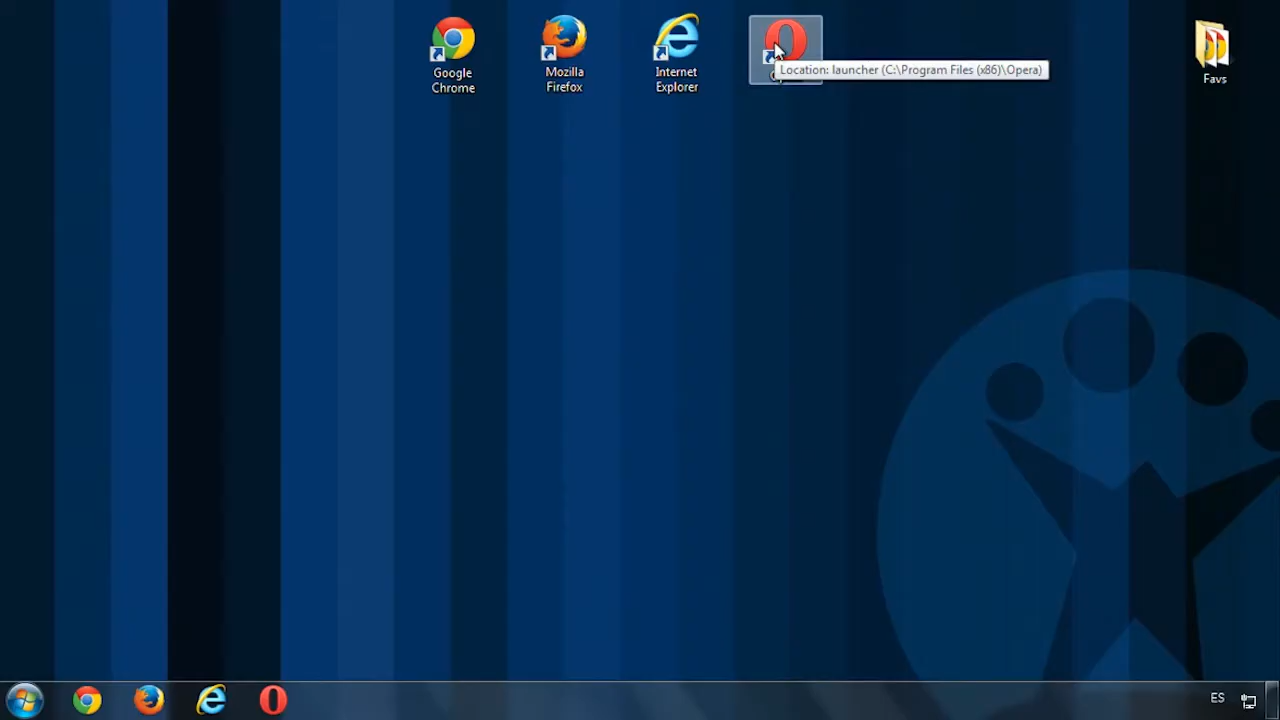 Google
Chrome
Mozilla
Firefox
Internet
Explorer
Location: launcher (C:\Program Files (x86)\Opera)
Favs
ES